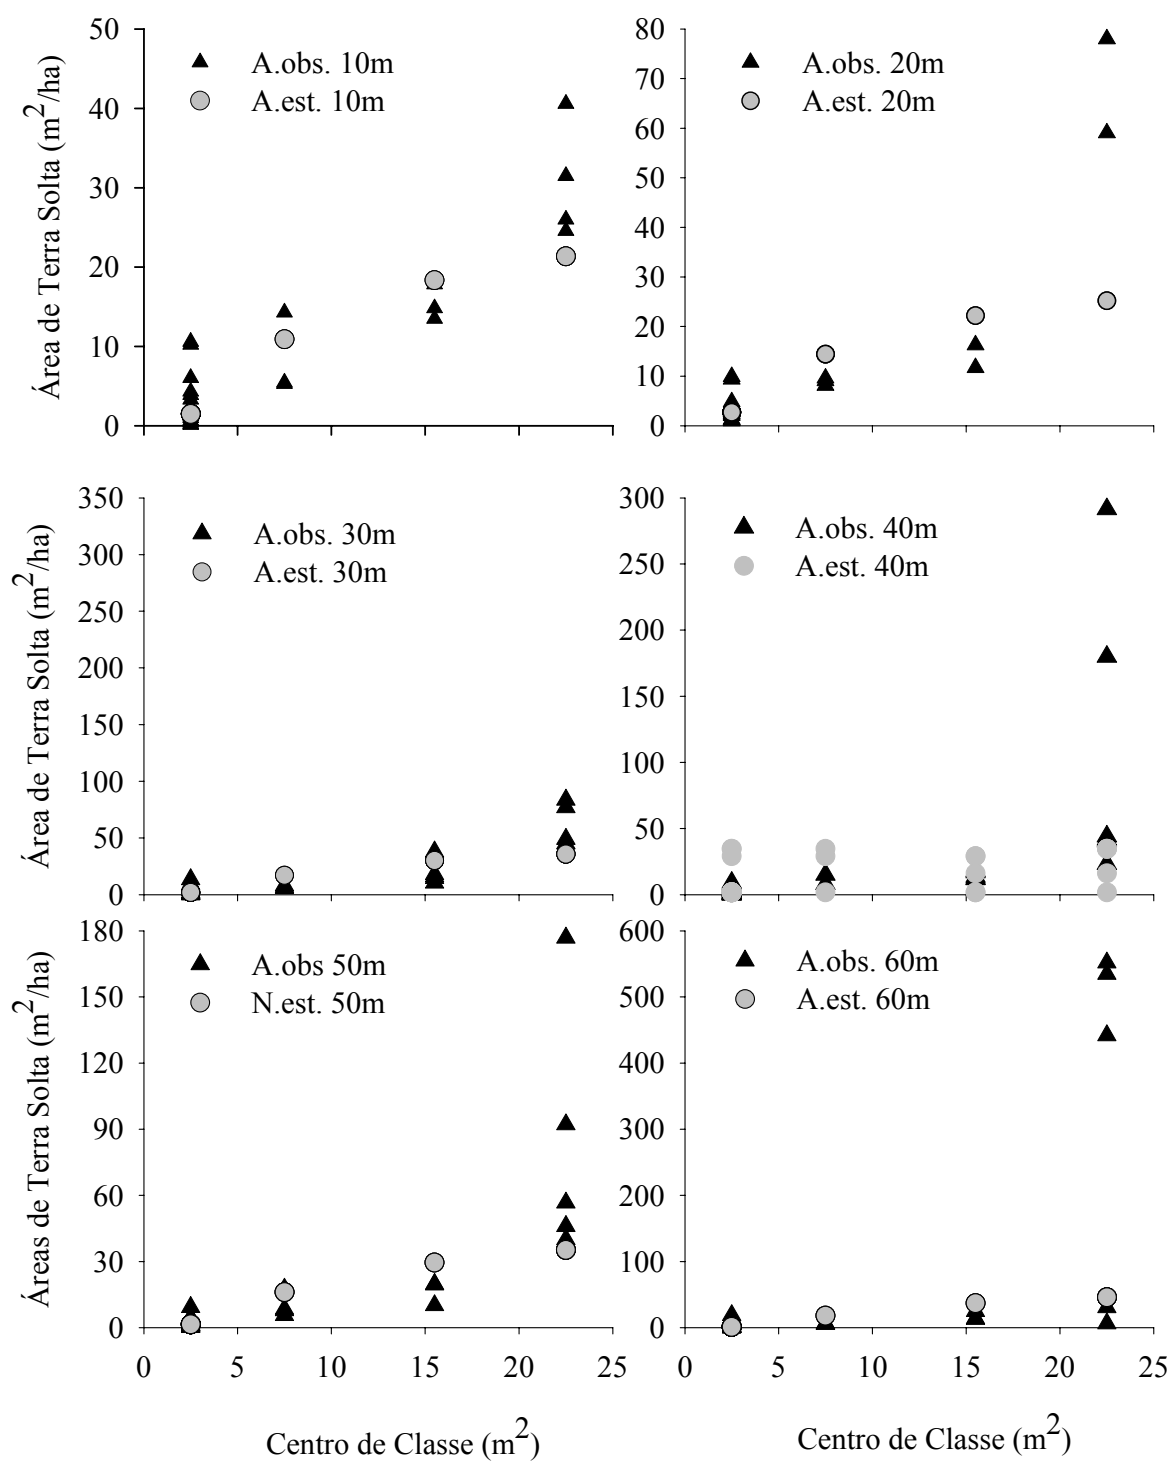 50
40
30
20
10
0
Área de Terra Solta (m²/ha)
A.obs. 10m
A.est. 10m
80
70
60
50
40
30
20
10
0
A.obs. 20m
A.est. 20m
350
300
250
200
150
100
50
0
Área de Terra Solta (m²/ha)
A.obs. 30m
A.est. 30m
300
250
200
150
100
50
0
A.obs. 40m
A.est. 40m
180
150
120
90
60
30
0
Áreas de Terra Solta (m²/ha)
A.obs 50m
N.est. 50m
0 5 10 15 20 25
Centro de Classe (m²)
600
500
400
300
200
100
0
A.obs. 60m
A.est. 60m
0 5 10 15 20 25
Centro de Classe (m²)